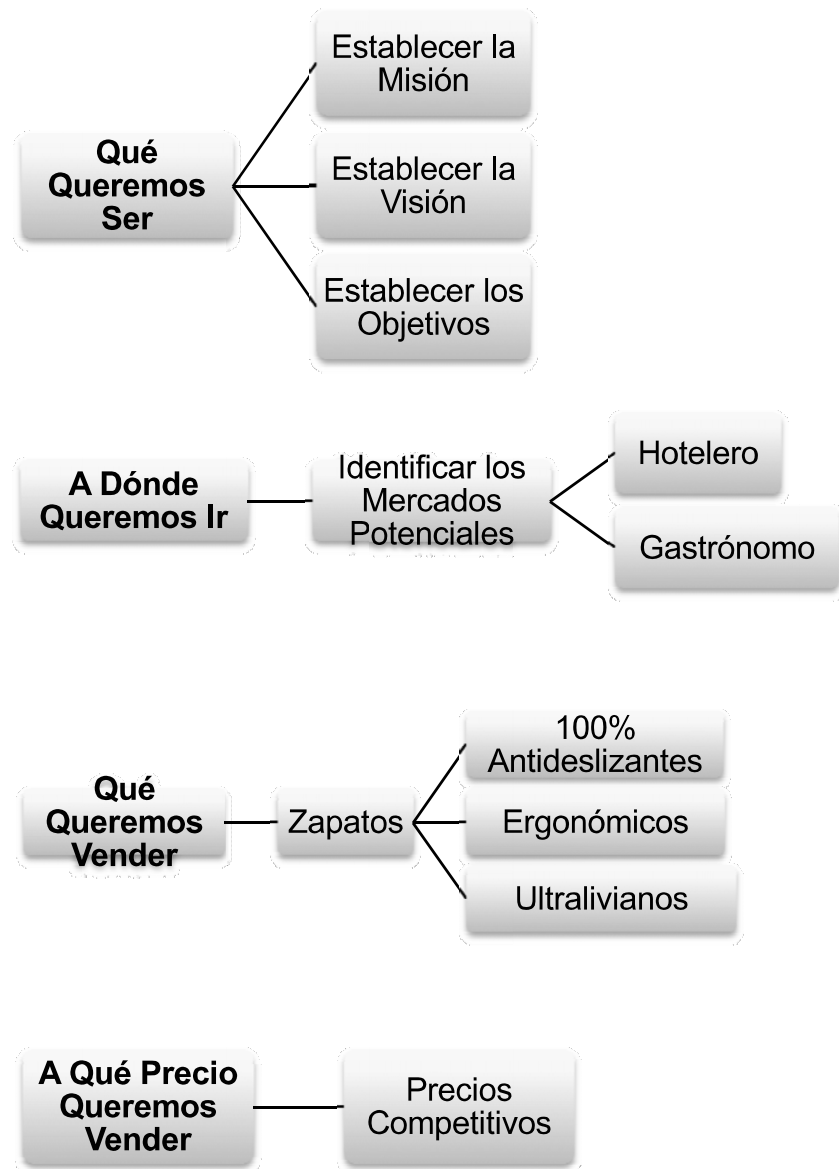 Qué
Queremos
Ser
Establecer la
Misión
Establecer la
Visión
Establecer los
Objetivos
A Dónde
Queremos Ir
Identificar los
Mercados
Potenciales
Hotelero
Gastrónomo
Qué
Queremos
Vender
Zapatos
100%
Antideslizantes
Ergonómicos
Ultralivianos
A Qué Precio
Queremos
Vender
Precios
Competitivos